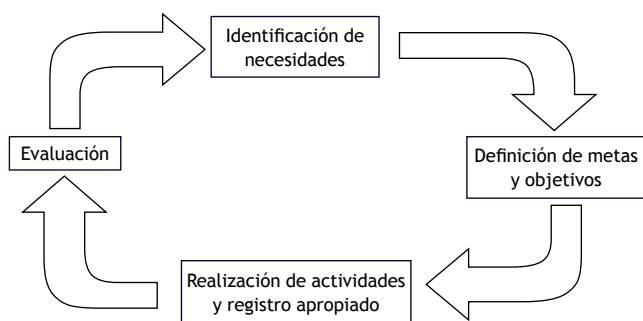 Identificación de
necesidades
Definición de metas
y objetivos
Realización de actividades
y registro apropiado
Evaluación